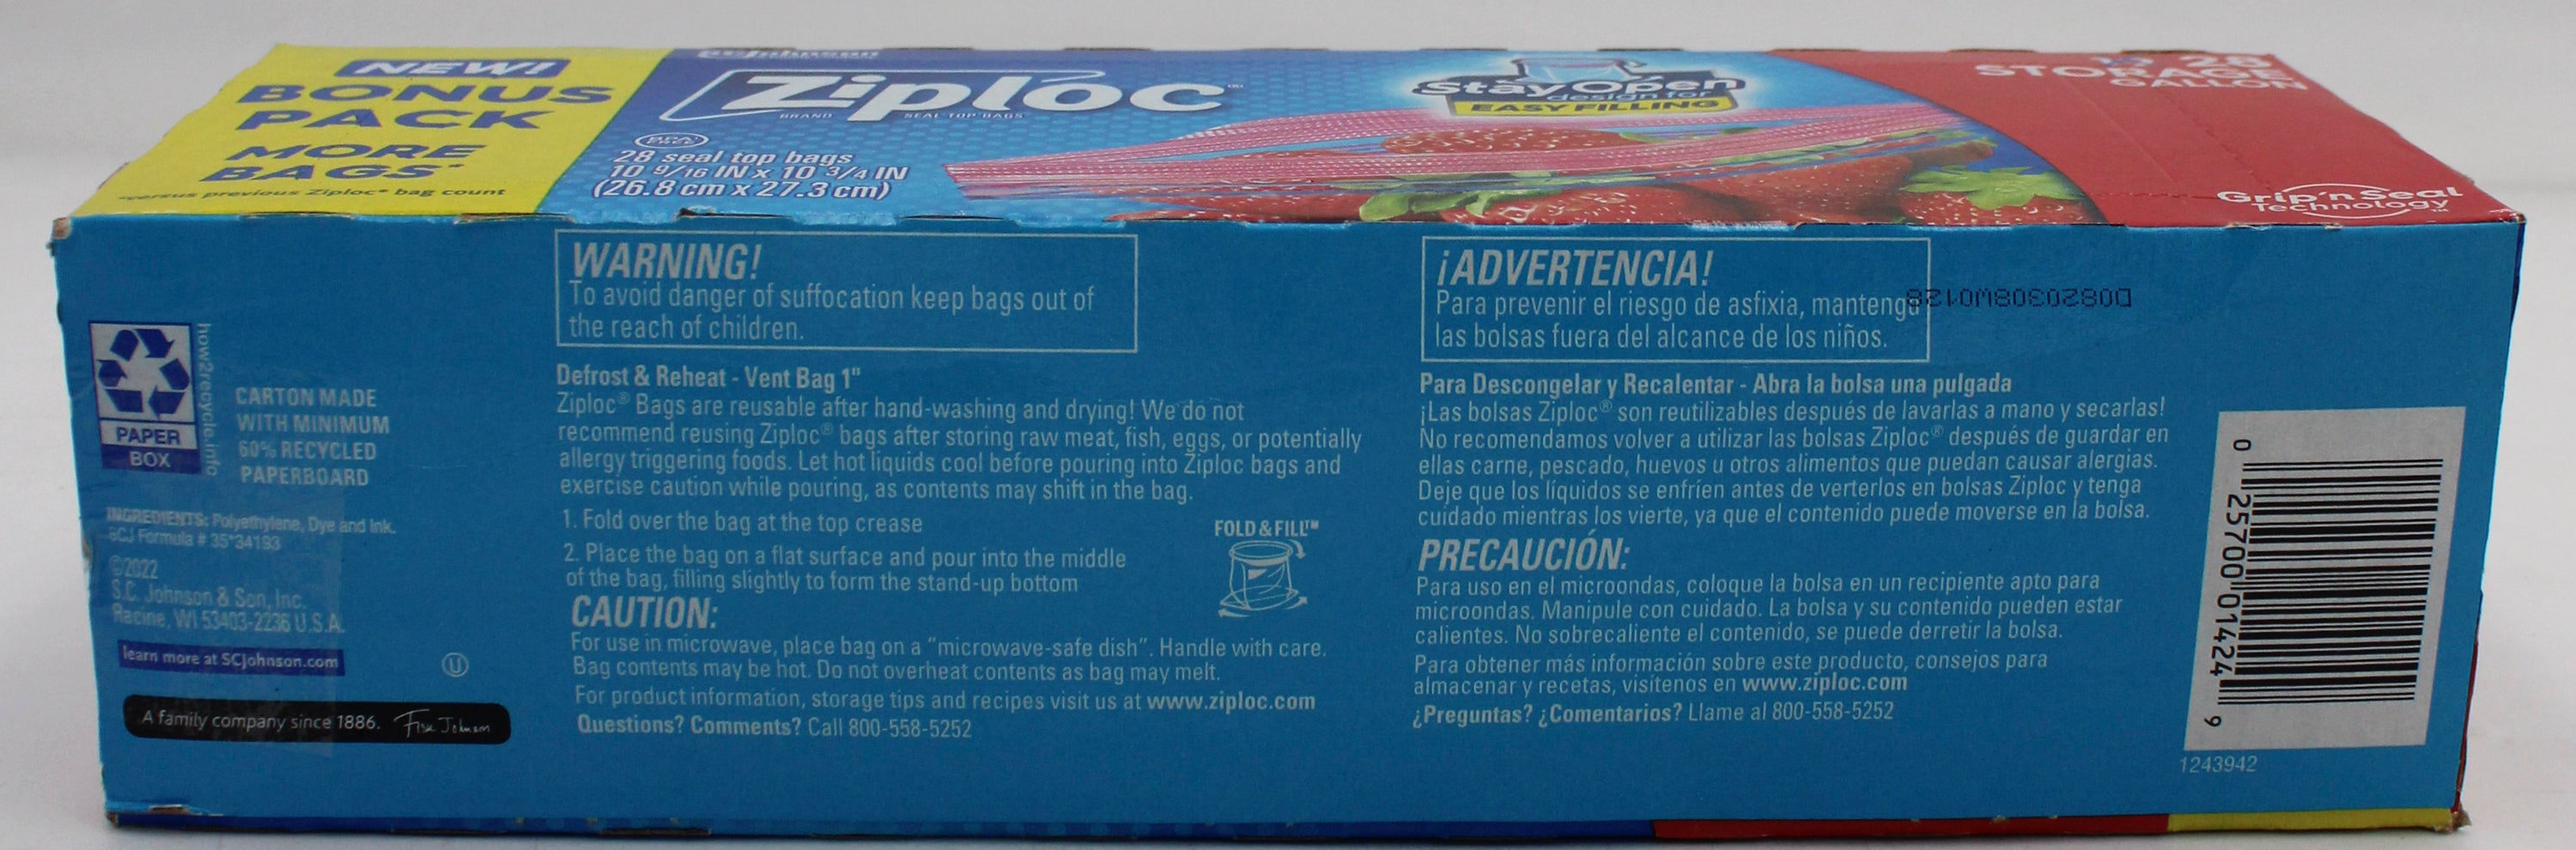 NEW!
BONUS
PACK
MORE
BAGS*
*versus previous Ziploc® bag count
SC Johnson
Ziploc™
BRAND SEAL TOP BAGS
BPA
28 seal top bags
10 9/16 IN x 10 3/4 IN
(26.8 cm x 27.3 cm)
Stay Open
design for
EASY FILLING
28
STORAGE
GALLON
Grip'n Seal
Technology™
PAPER
BOX
how2recycle.info
CARTON MADE
WITH MINIMUM
60% RECYCLED
PAPERBOARD
INGREDIENTS: Polyethylene, Dye and Ink.
SCJ Formula # 35*34193
©2022
S.C. Johnson & Son, Inc.
Racine, WI 53403-2236 U.S.A.
learn more at SCJohnson.com
U
A family company since 1886. Fisk Johnson
WARNING!
To avoid danger of suffocation keep bags out of
the reach of children.
Defrost & Reheat - Vent Bag 1"
Ziploc® Bags are reusable after hand-washing and drying! We do not
recommend reusing Ziploc® bags after storing raw meat, fish, eggs, or potentially
allergy triggering foods. Let hot liquids cool before pouring into Ziploc bags and
exercise caution while pouring, as contents may shift in the bag.
1. Fold over the bag at the top crease
2. Place the bag on a flat surface and pour into the middle
of the bag, filling slightly to form the stand-up bottom
FOLD & FILL™
CAUTION:
For use in microwave, place bag on a “microwave-safe dish”. Handle with care.
Bag contents may be hot. Do not overheat contents as bag may melt.
For product information, storage tips and recipes visit us at www.ziploc.com
Questions? Comments? Call 800-558-5252
¡ADVERTENCIA!
Para prevenir el riesgo de asfixia, mantenga
las bolsas fuera del alcance de los niños.
D0820308W0128
Para Descongelar y Recalentar - Abra la bolsa una pulgada
¡Las bolsas Ziploc® son reutilizables después de lavarlas a mano y secarlas!
No recomendamos volver a utilizar las bolsas Ziploc® después de guardar en
ellas carne, pescado, huevos u otros alimentos que puedan causar alergias.
Deje que los líquidos se enfríen antes de verterlos en bolsas Ziploc y tenga
cuidado mientras los vierte, ya que el contenido puede moverse en la bolsa.
PRECAUCIÓN:
Para uso en el microondas, coloque la bolsa en un recipiente apto para
microondas. Manipule con cuidado. La bolsa y su contenido pueden estar
calientes. No sobrecaliente el contenido, se puede derretir la bolsa.
Para obtener más información sobre este producto, consejos para
almacenar y recetas, visítenos en www.ziploc.com
¿Preguntas? ¿Comentarios? Llame al 800-558-5252
0 25700 01424 9
1243942